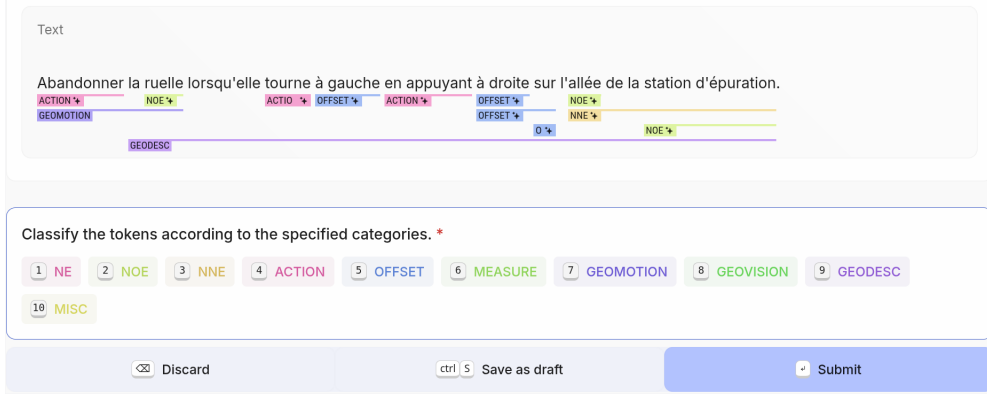 Text
Abandonner la ruelle lorsqu'elle tourne à gauche en appuyant à droite sur l'allée de la station d'épuration.
ACTION NOE ACTIO OFFSET ACTION OFFSET NOE
GEOMOTION OFFSET NNE
O NOE
GEODESC
Classify the tokens according to the specified categories. *
1 NE 2 NOE 3 NNE 4 ACTION 5 OFFSET 6 MEASURE 7 GEOMOTION 8 GEOVISION 9 GEODESC
10 MISC
Discard ctrl S Save as draft Submit